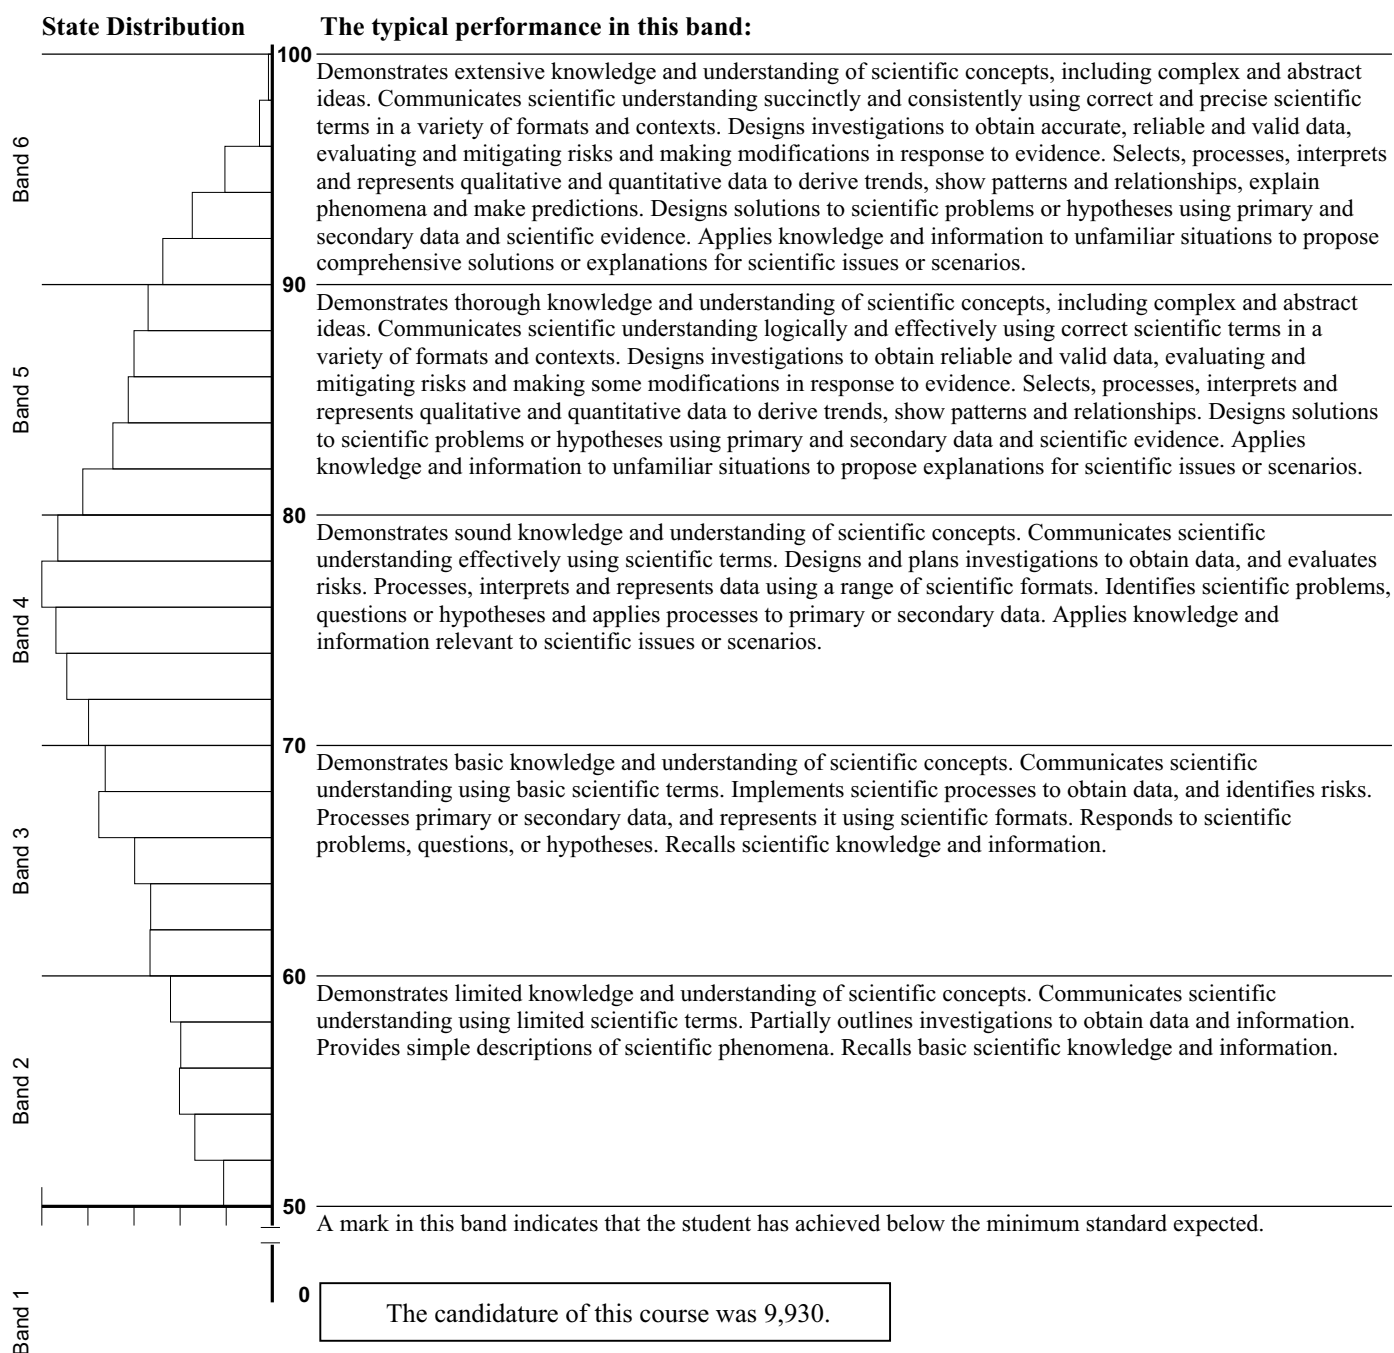 State Distribution
The typical performance in this band:
100
Band 6
Demonstrates extensive knowledge and understanding of scientific concepts, including complex and abstract
ideas. Communicates scientific understanding succinctly and consistently using correct and precise scientific
terms in a variety of formats and contexts. Designs investigations to obtain accurate, reliable and valid data,
evaluating and mitigating risks and making modifications in response to evidence. Selects, processes, interprets
and represents qualitative and quantitative data to derive trends, show patterns and relationships, explain
phenomena and make predictions. Designs solutions to scientific problems or hypotheses using primary and
secondary data and scientific evidence. Applies knowledge and information to unfamiliar situations to propose
comprehensive solutions or explanations for scientific issues or scenarios.
90
Band 5
Demonstrates thorough knowledge and understanding of scientific concepts, including complex and abstract
ideas. Communicates scientific understanding logically and effectively using correct scientific terms in a
variety of formats and contexts. Designs investigations to obtain reliable and valid data, evaluating and
mitigating risks and making some modifications in response to evidence. Selects, processes, interprets and
represents qualitative and quantitative data to derive trends, show patterns and relationships. Designs solutions
to scientific problems or hypotheses using primary and secondary data and scientific evidence. Applies
knowledge and information to unfamiliar situations to propose explanations for scientific issues or scenarios.
80
Band 4
Demonstrates sound knowledge and understanding of scientific concepts. Communicates scientific
understanding effectively using scientific terms. Designs and plans investigations to obtain data, and evaluates
risks. Processes, interprets and represents data using a range of scientific formats. Identifies scientific problems,
questions or hypotheses and applies processes to primary or secondary data. Applies knowledge and
information relevant to scientific issues or scenarios.
70
Band 3
Demonstrates basic knowledge and understanding of scientific concepts. Communicates scientific
understanding using basic scientific terms. Implements scientific processes to obtain data, and identifies risks.
Processes primary or secondary data, and represents it using scientific formats. Responds to scientific
problems, questions, or hypotheses. Recalls scientific knowledge and information.
60
Band 2
Demonstrates limited knowledge and understanding of scientific concepts. Communicates scientific
understanding using limited scientific terms. Partially outlines investigations to obtain data and information.
Provides simple descriptions of scientific phenomena. Recalls basic scientific knowledge and information.
50
A mark in this band indicates that the student has achieved below the minimum standard expected.
Band 1
0
The candidature of this course was 9,930.